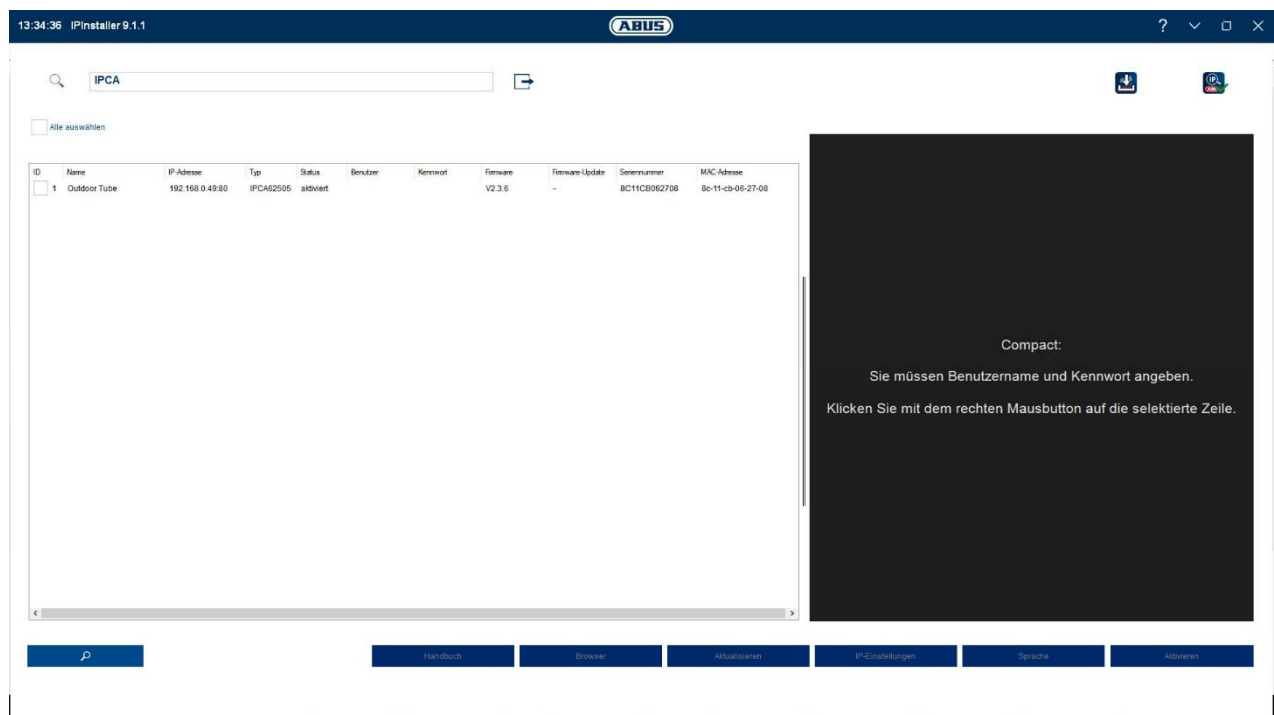 13:34:36 IPInstaller 9.1.1
ABUS
?
IPCA
Alle auswählen
ID Name IP-Adresse Typ Status Benutzer Kennwort Firmware Firmware-Update Seriennummer MAC-Adresse
1 Outdoor Tube 192.168.0.49:80 IPCA62505 aktiviert V2.3.6 - 8C11CB062708 8c-11-cb-06-27-08
Compact:
Sie müssen Benutzername und Kennwort angeben.
Klicken Sie mit dem rechten Mausbutton auf die selektierte Zeile.
Handbuch Browser Aktualisieren IP-Einstellungen Sprache Aktivieren